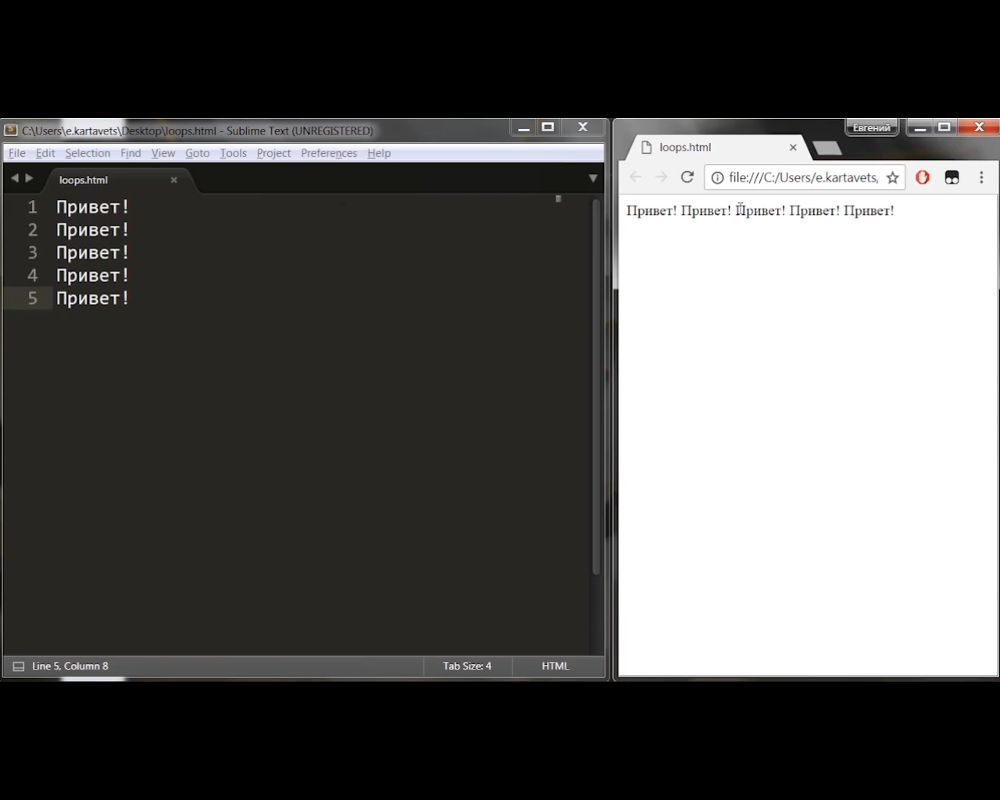 C:\Users\e.kartavets\Desktop\loops.html - Sublime Text (UNREGISTERED)
File Edit Selection Find View Goto Tools Project Preferences Help
loops.html
1 Привет!
2 Привет!
3 Привет!
4 Привет!
5 Привет!
Line 5, Column 8
Tab Size: 4
HTML
Евгений
loops.html
file:///C:/Users/e.kartavets,
Привет! Привет! Привет! Привет! Привет!